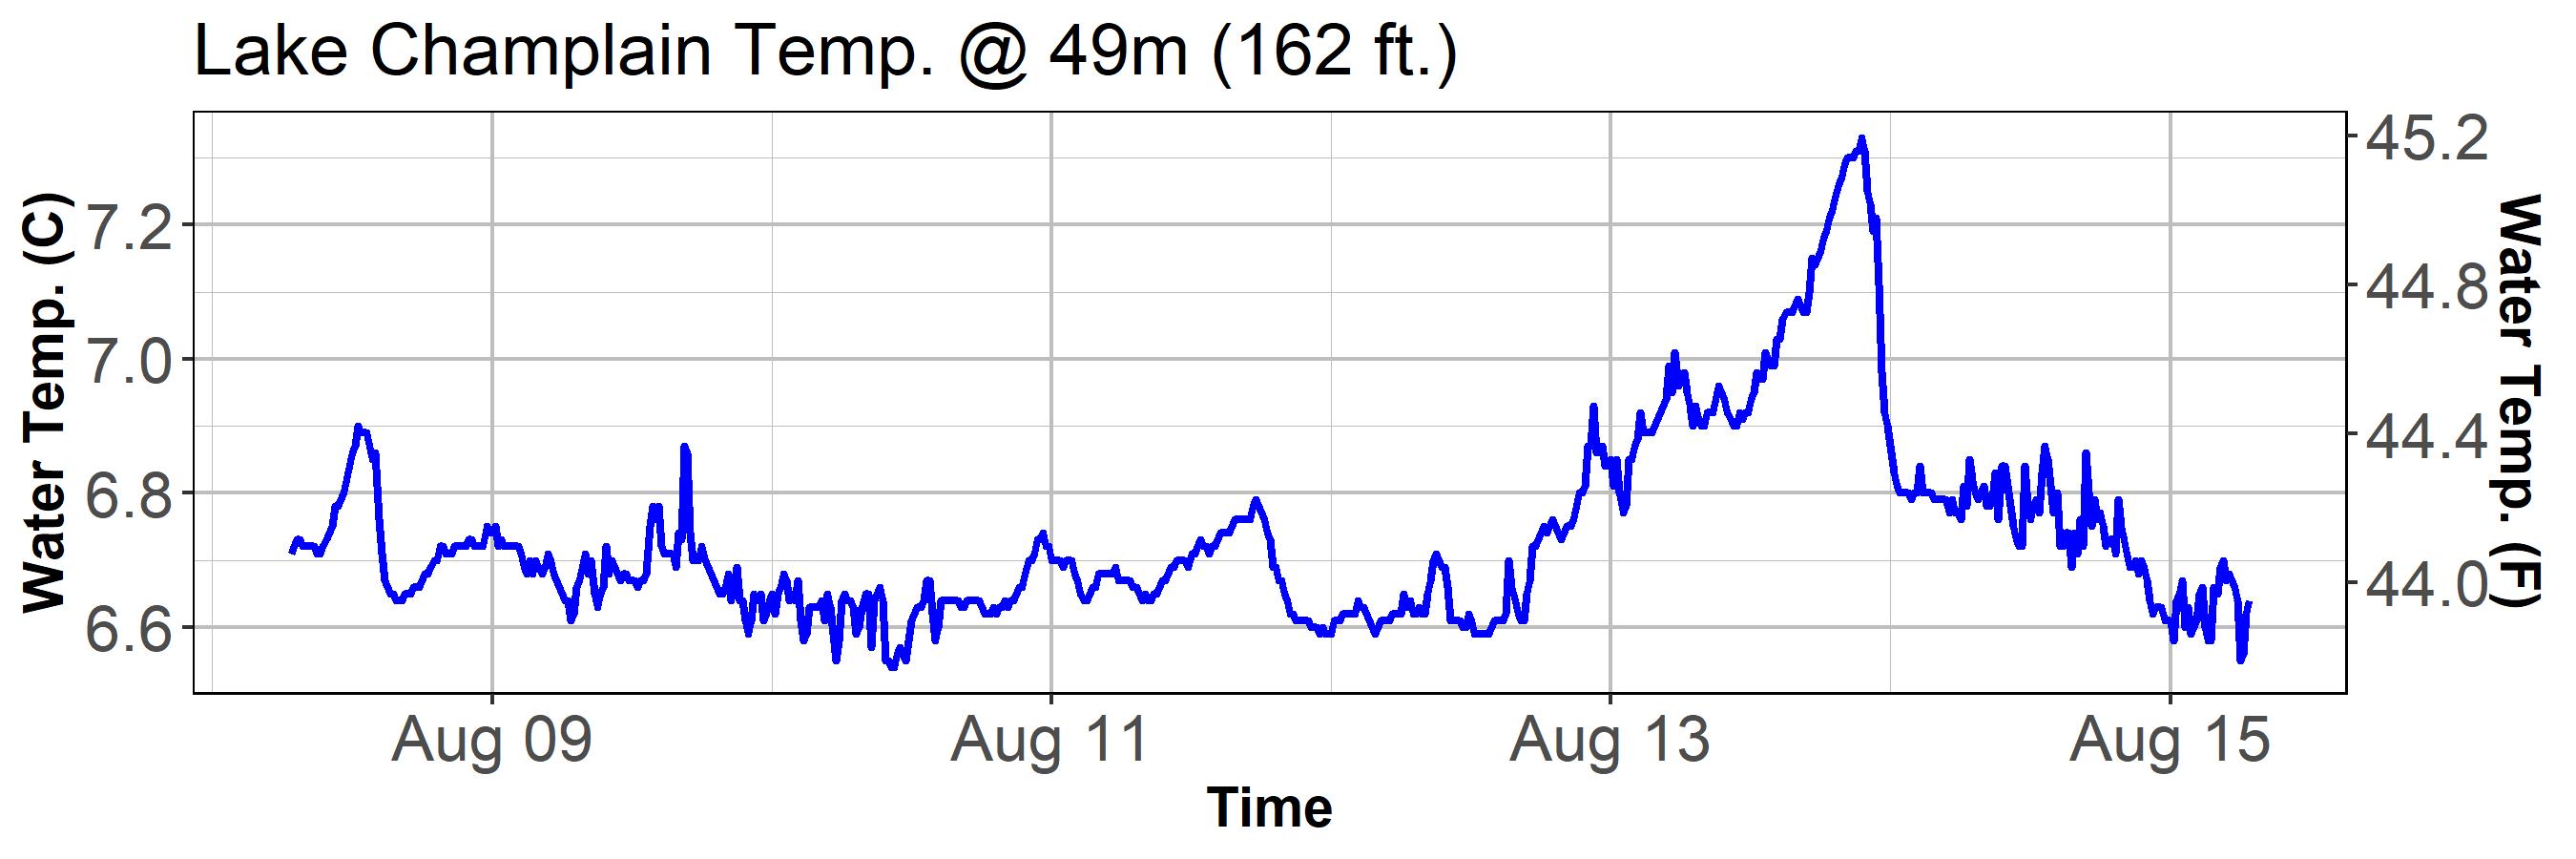 Lake Champlain Temp. @ 49m (162 ft.)
Water Temp. (C)
7.2
7.0
6.8
6.6
45.2
44.8
44.4
44.0
Water Temp. (F)
Aug 09
Aug 11
Aug 13
Aug 15
Time